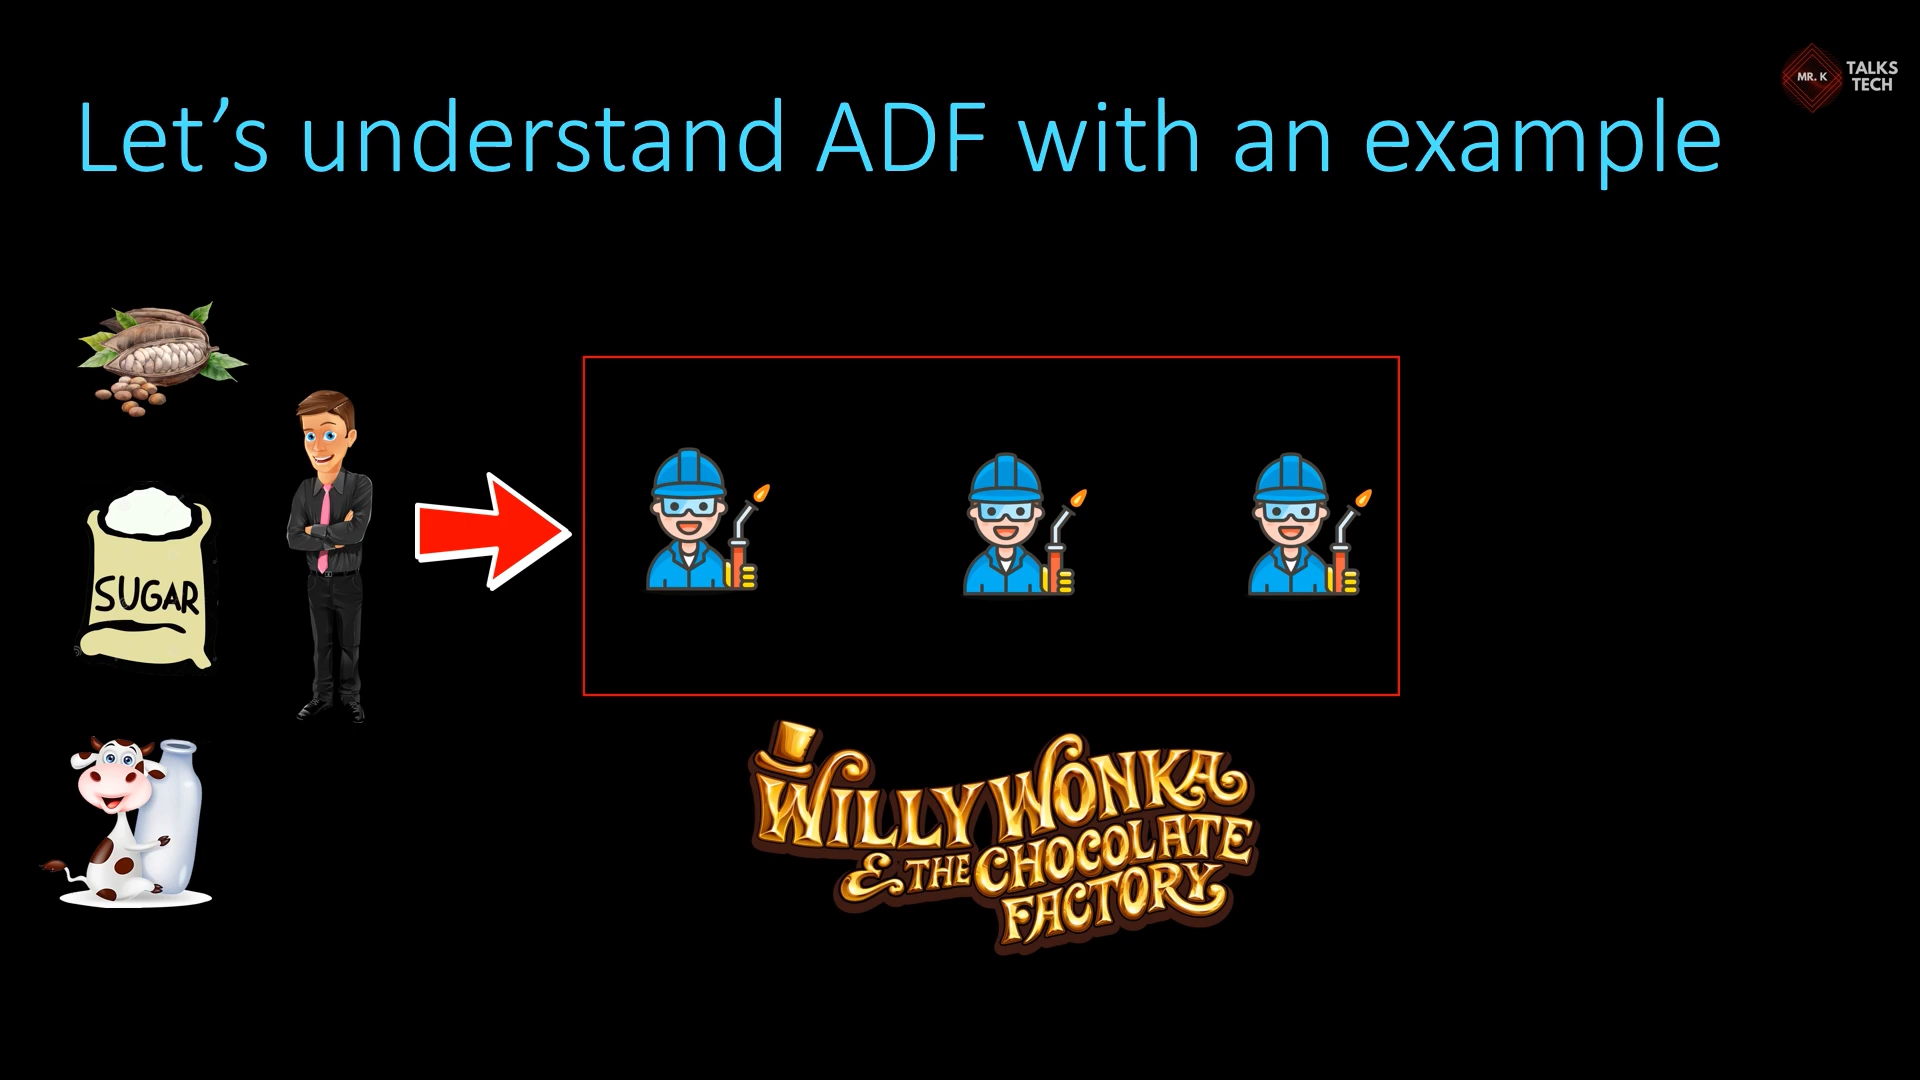 Let's understand ADF with an example
MR. K
TALKS
TECH
SUGAR
WILLY WONKA
& THE CHOCOLATE
FACTORY